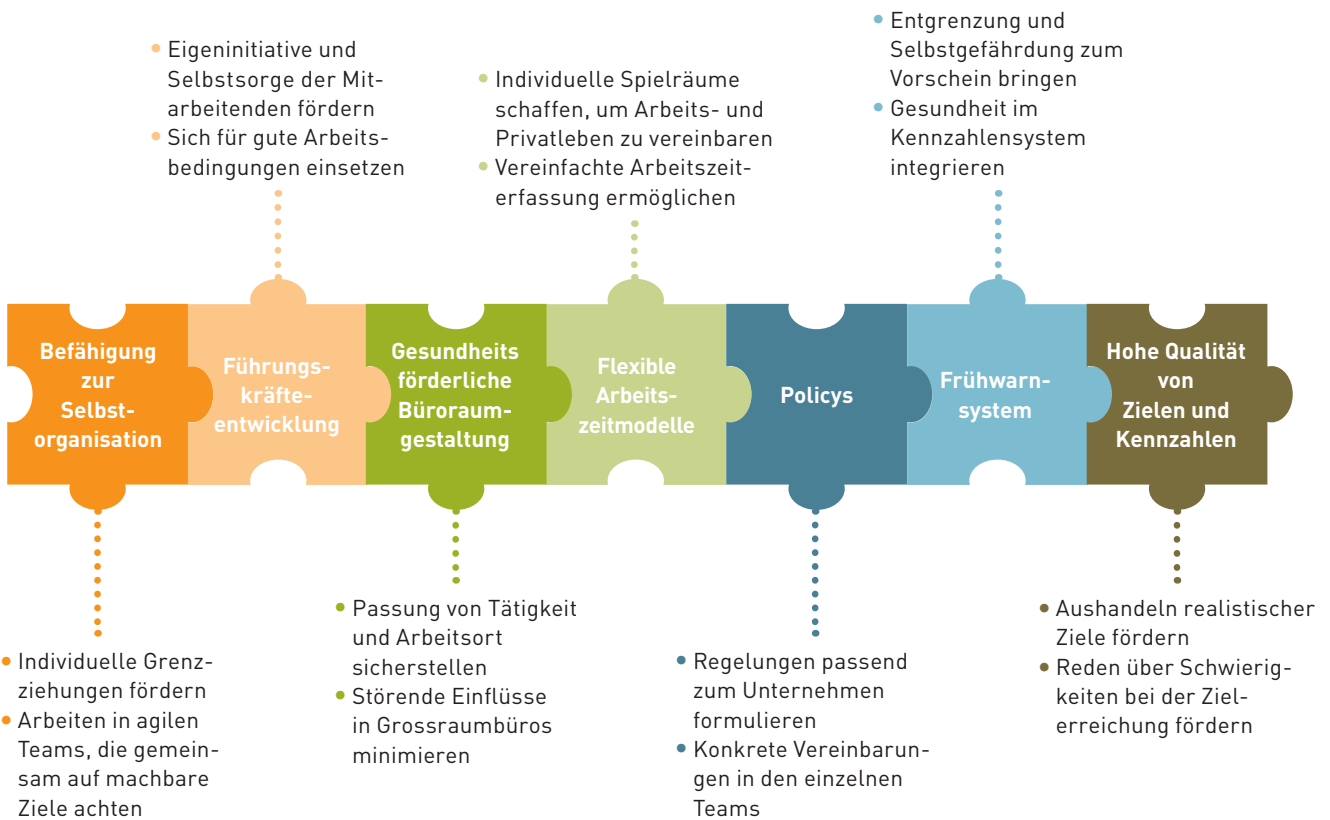 • Eigeninitiative und
Selbstsorge der Mit-
arbeitenden fördern
• Sich für gute Arbeits-
bedingungen einsetzen
• Individuelle Spielräume
schaffen, um Arbeits- und
Privatleben zu vereinbaren
• Vereinfachte Arbeitszeit-
erfassung ermöglichen
• Entgrenzung und
Selbstgefährdung zum
Vorschein bringen
• Gesundheit im
Kennzahlensystem
integrieren
Befähigung
zur
Selbst-
organisation
Führungs-
kräfte-
entwicklung
Gesundheits
förderliche
Büroraum-
gestaltung
Flexible
Arbeits-
zeitmodelle
Policys
Frühwarn-
system
Hohe Qualität
von
Zielen und
Kennzahlen
• Individuelle Grenz-
ziehungen fördern
• Arbeiten in agilen
Teams, die gemein-
sam auf machbare
Ziele achten
• Passung von Tätigkeit
und Arbeitsort
sicherstellen
• Störende Einflüsse
in Grossraumbüros
minimieren
• Regelungen passend
zum Unternehmen
formulieren
• Konkrete Vereinbarun-
gen in den einzelnen
Teams
• Aushandeln realistischer
Ziele fördern
• Reden über Schwierig-
keiten bei der Ziel-
erreichung fördern